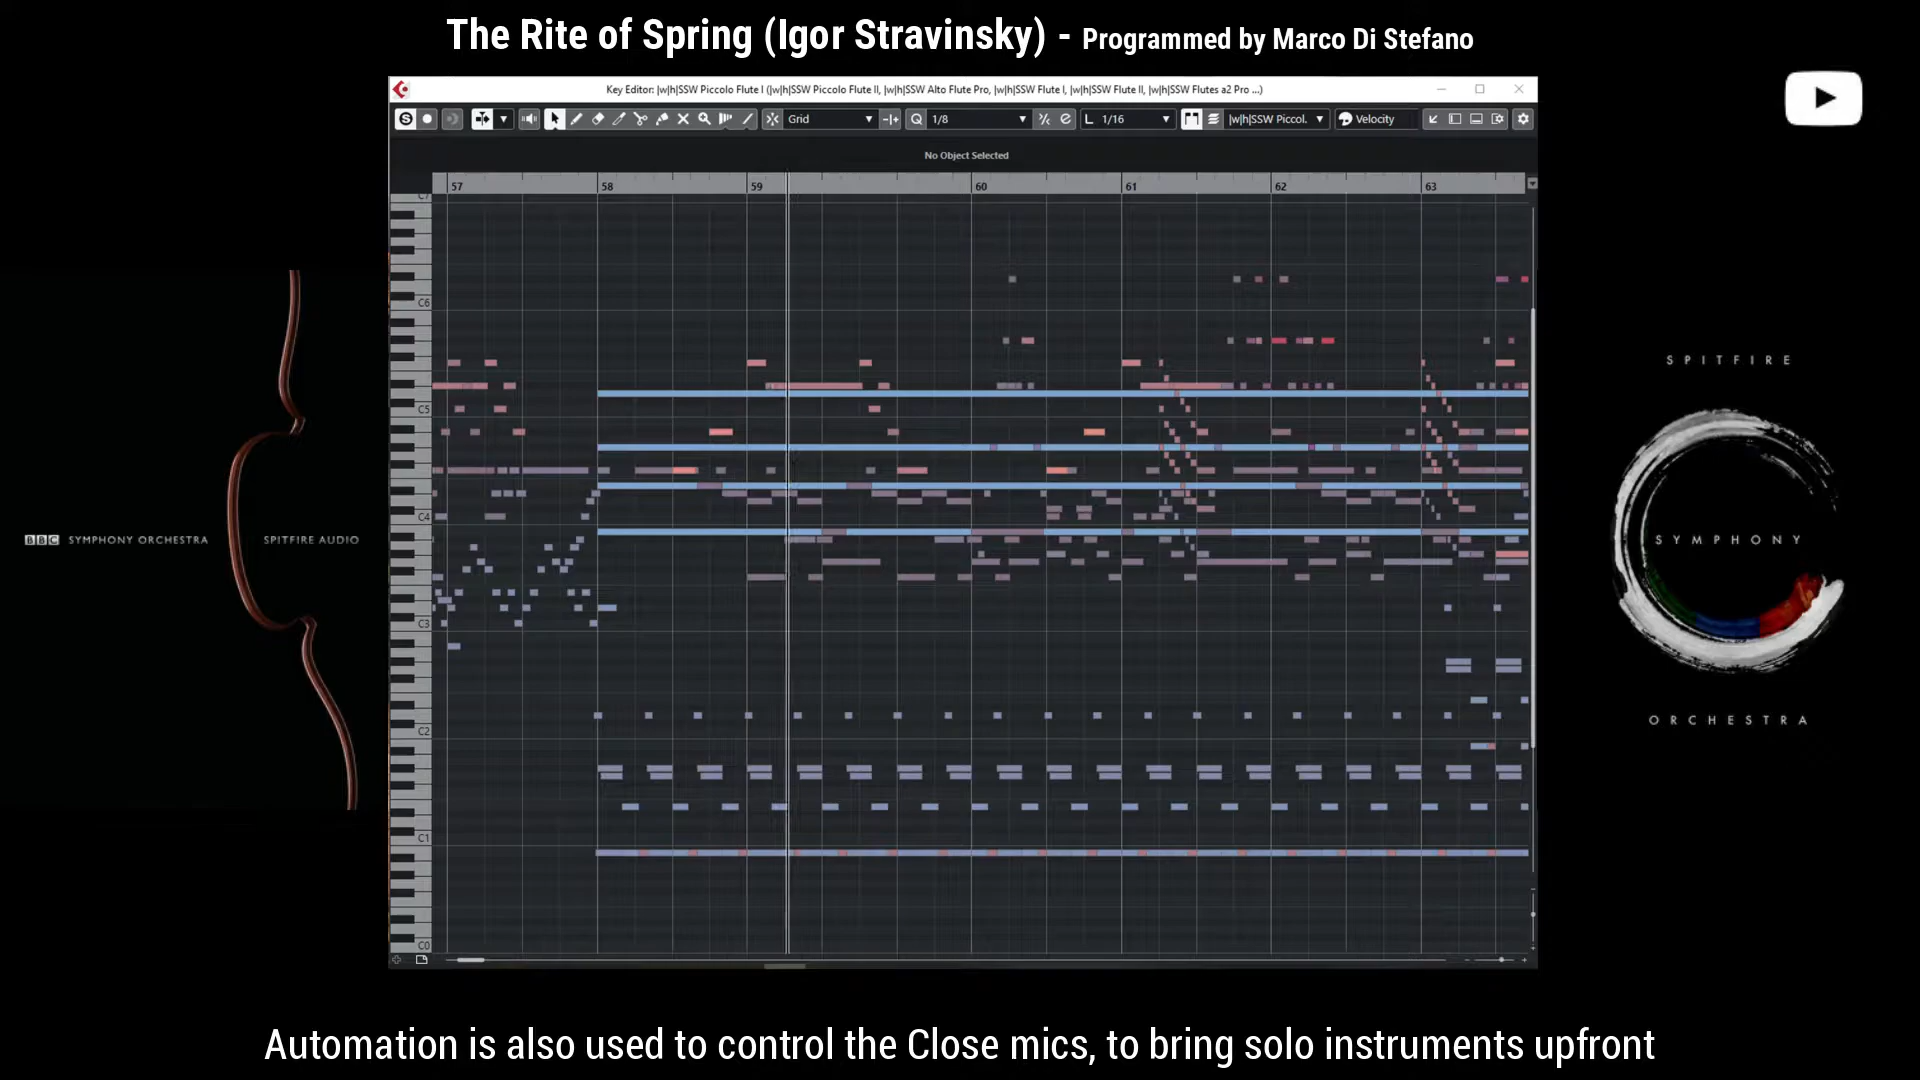 The Rite of Spring (Igor Stravinsky) - Programmed by Marco Di Stefano
Key Editor: |w|h|SSW Piccolo Flute I (|w|h|SSW Piccolo Flute II, |w|h|SSW Alto Flute Pro, |w|h|SSW Flute I, |w|h|SSW Flute II, |w|h|SSW Flutes a2 Pro ...)
S Grid Q 1/8 L 1/16 |w|h|SSW Piccol. Velocity
No Object Selected
57 58 59 60 61 62 63
C7
C6
C5
C4
C3
C2
C1
C0
BBC SYMPHONY ORCHESTRA SPITFIRE AUDIO
SPITFIRE
SYMPHONY
ORCHESTRA
Automation is also used to control the Close mics, to bring solo instruments upfront